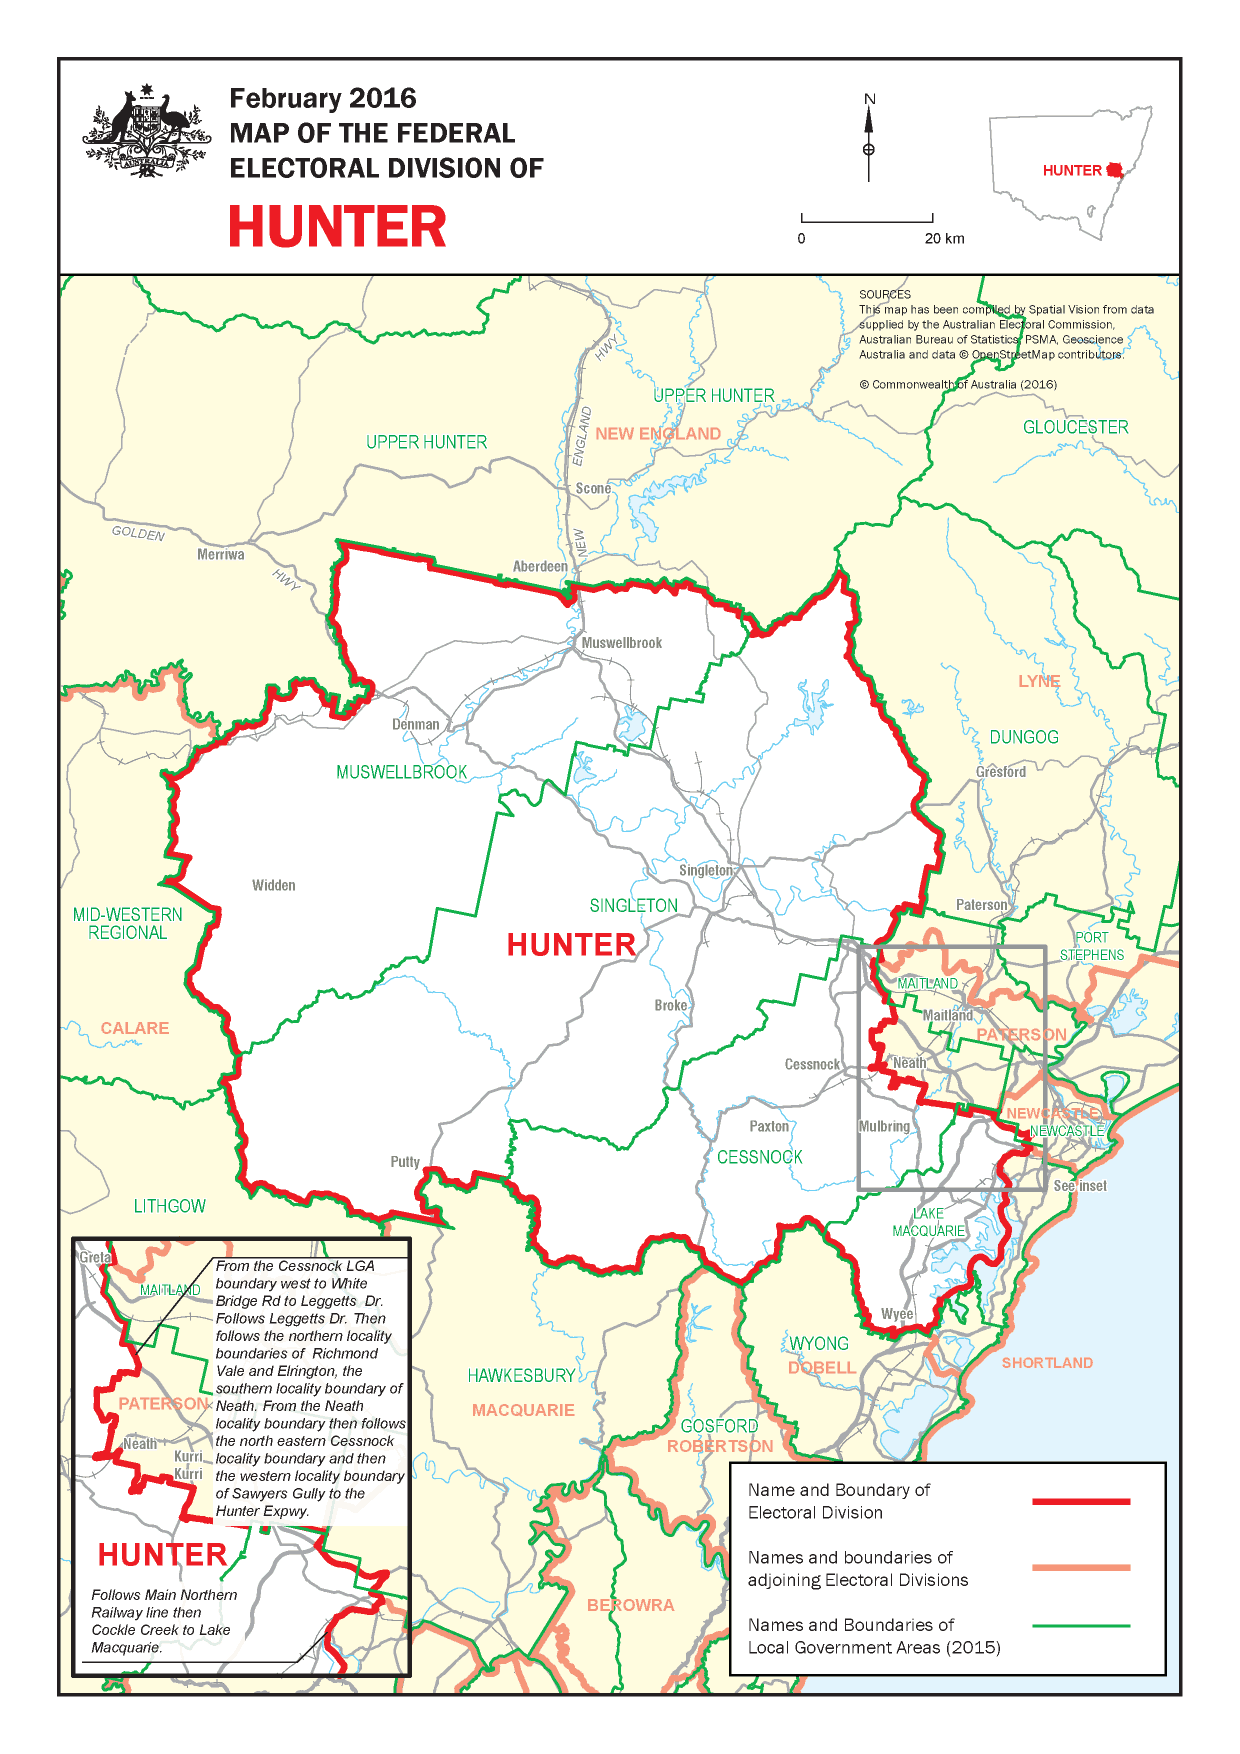 February 2016
MAP OF THE FEDERAL
ELECTORAL DIVISION OF
HUNTER
AUSTRALIA
N
0 20 km
HUNTER
SOURCES
This map has been compiled by Spatial Vision from data
supplied by the Australian Electoral Commission,
Australian Bureau of Statistics, PSMA, Geoscience
Australia and data © OpenStreetMap contributors.
© Commonwealth of Australia (2016)
HWY
UPPER HUNTER
ENGLAND
NEW ENGLAND
UPPER HUNTER
GLOUCESTER
Scone
GOLDEN
NEW
Merriwa
HWY
Aberdeen
Muswellbrook
LYNE
Denman
DUNGOG
MUSWELLBROOK
Gresford
Singleton
Widden
SINGLETON
Paterson
MID-WESTERN
REGIONAL
HUNTER
PORT
STEPHENS
MAITLAND
Broke
Maitland
CALARE
PATERSON
Cessnock
Neath
NEWCASTLE
Paxton
Mulbring
NEWCASTLE
CESSNOCK
Putty
See inset
LITHGOW
LAKE
MACQUARIE
Wyee
WYONG
DOBELL
SHORTLAND
HAWKESBURY
MACQUARIE
GOSFORD
ROBERTSON
BEROWRA
Greta
MAITLAND
PATERSON
Neath
Kurri
Kurri
From the Cessnock LGA
boundary west to White
Bridge Rd to Leggetts Dr.
Follows Leggetts Dr. Then
follows the northern locality
boundaries of Richmond
Vale and Elrington, the
southern locality boundary of
Neath. From the Neath
locality boundary then follows
the north eastern Cessnock
locality boundary and then
the western locality boundary
of Sawyers Gully to the
Hunter Expwy.
HUNTER
Follows Main Northern
Railway line then
Cockle Creek to Lake
Macquarie.
Name and Boundary of
Electoral Division
Names and boundaries of
adjoining Electoral Divisions
Names and Boundaries of
Local Government Areas (2015)